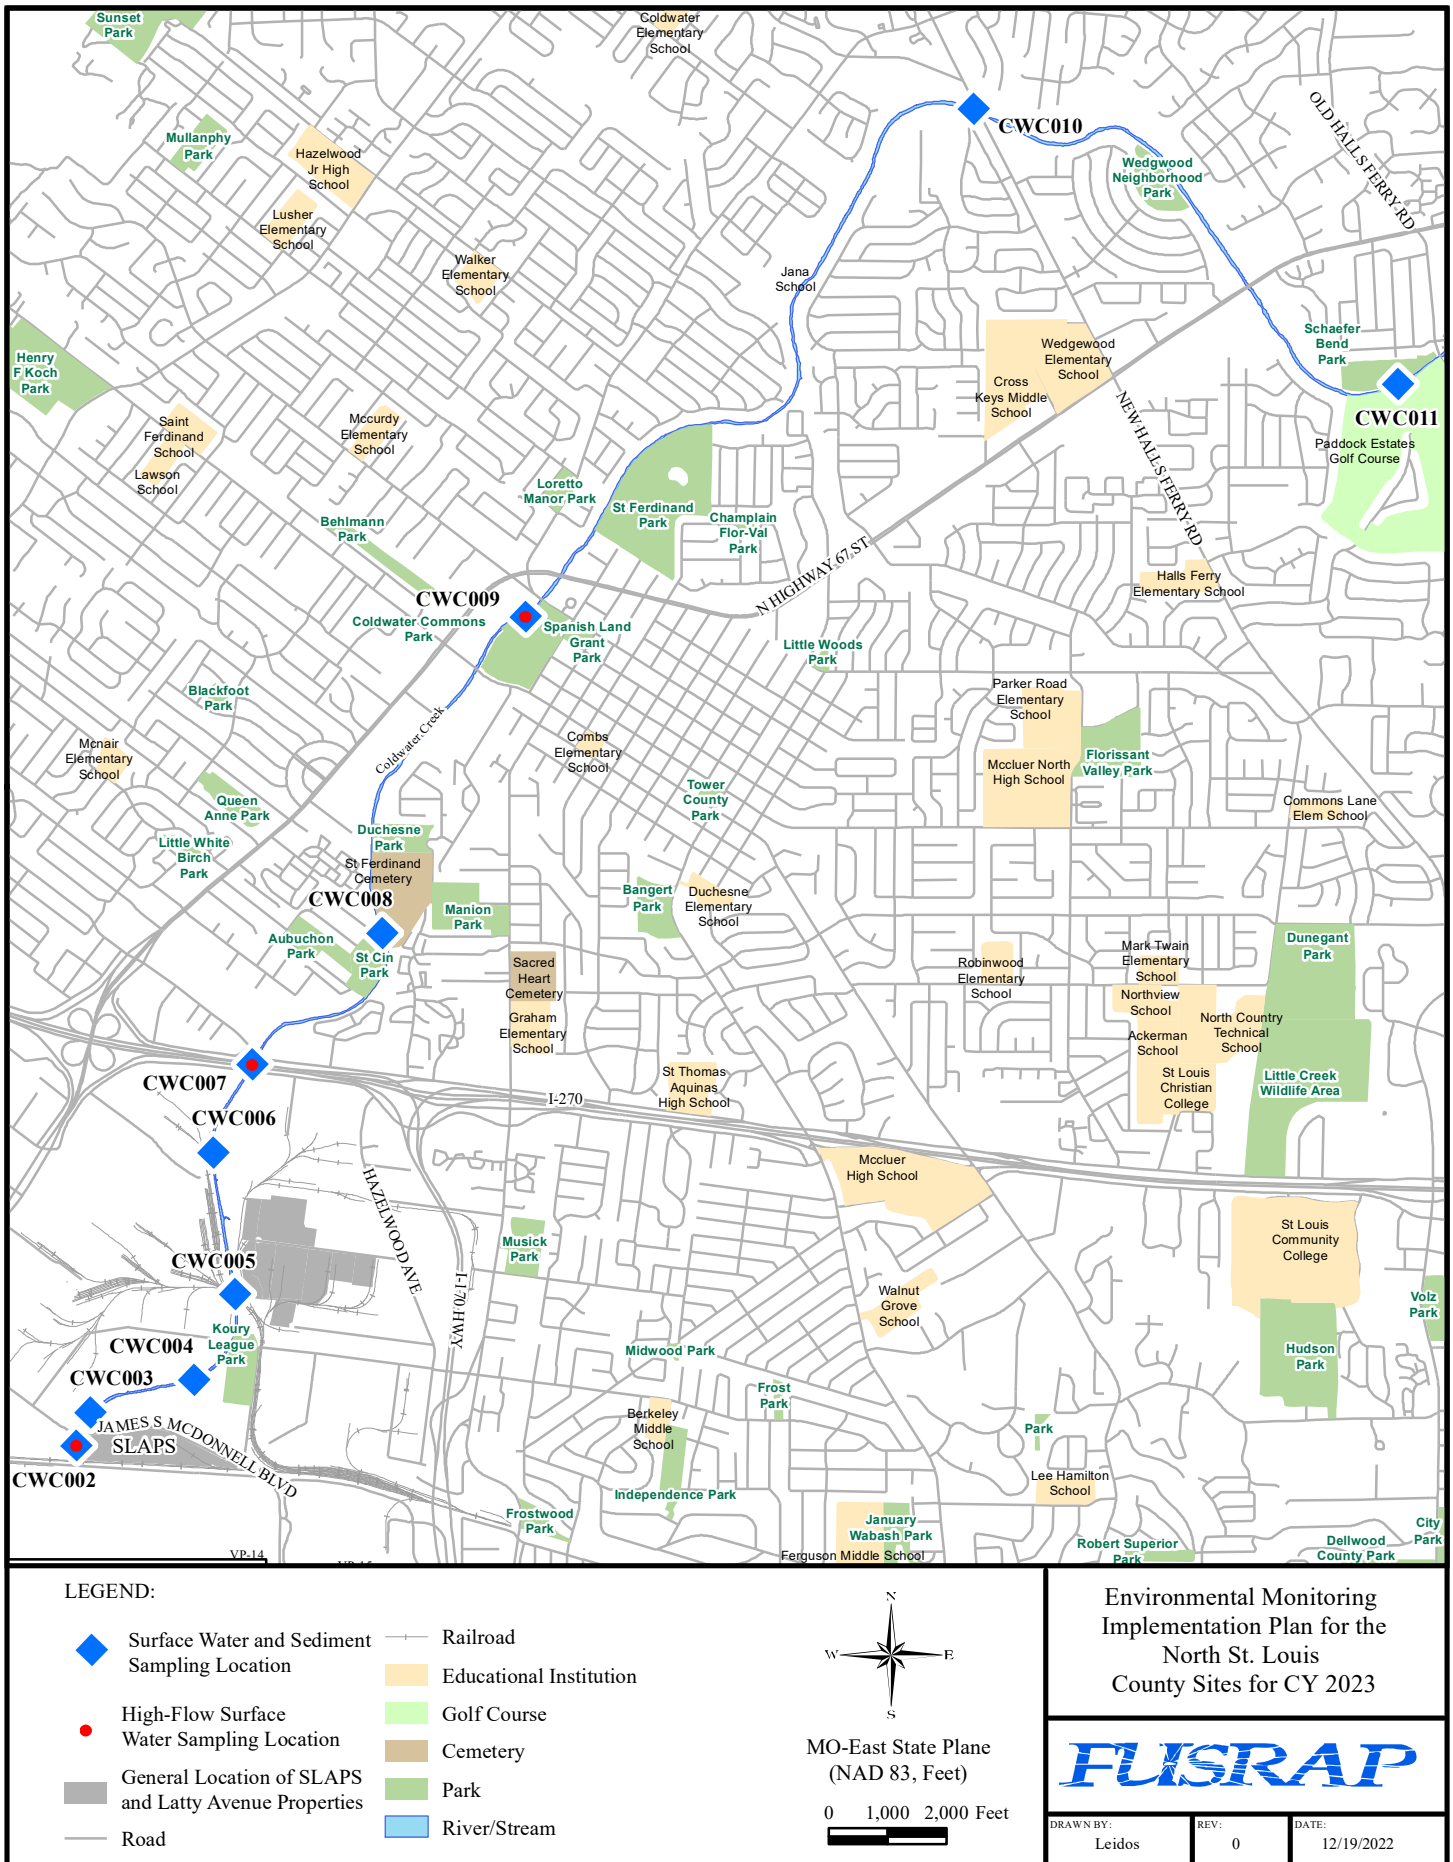 Sunset
Park
Coldwater
Elementary
School
CWC010
OLD HALLS FERRY RD
Mullanphy
Park
Hazelwood
Jr High
School
Wedgwood
Neighborhood
Park
Lusher
Elementary
School
Walker
Elementary
School
Jana
School
Henry
F Koch
Park
Schaefer
Bend
Park
Wedgewood
Elementary
School
Cross
Keys Middle
School
NEW HALLS FERRY RD
CWC011
Paddock Estates
Golf Course
Saint
Ferdinand
School
Lawson
School
Mccurdy
Elementary
School
Loretto
Manor Park
St Ferdinand
Park
Champlain
Flor-Val
Park
Behlmann
Park
N HIGHWAY 67 ST
Halls Ferry
Elementary School
CWC009
Coldwater Commons
Park
Spanish Land
Grant
Park
Little Woods
Park
Blackfoot
Park
Coldwater Creek
Parker Road
Elementary
School
Mcnair
Elementary
School
Combs
Elementary
School
Mccluer North
High School
Florissant
Valley Park
Queen
Anne Park
Tower
County
Park
Commons Lane
Elem School
Little White
Birch
Park
Duchesne
Park
St Ferdinand
Cemetery
CWC008
Manion
Park
Bangert
Park
Duchesne
Elementary
School
Aubuchon
Park
St Cin
Park
Sacred
Heart
Cemetery
Graham
Elementary
School
Robinwood
Elementary
School
Mark Twain
Elementary
School
Northview
School
Ackerman
School
North Country
Technical
School
Dunegant
Park
St Louis
Christian
College
Little Creek
Wildlife Area
CWC007
St Thomas
Aquinas
High School
I-270
CWC006
Mccluer
High School
HAZELWOOD AVE
Musick
Park
St Louis
Community
College
CWC005
I-170 HWY
Walnut
Grove
School
Volz
Park
Koury
League
Park
CWC004
Midwood Park
Hudson
Park
CWC003
Frost
Park
JAMES S MCDONNELL BLVD
SLAPS
Berkeley
Middle
School
Park
CWC002
Lee Hamilton
School
Independence Park
Frostwood
Park
January
Wabash Park
Ferguson Middle School
Robert Superior
Park
Dellwood
County Park
City
Park
VP-14
LEGEND:
Surface Water and Sediment
Sampling Location
High-Flow Surface
Water Sampling Location
General Location of SLAPS
and Latty Avenue Properties
Road
Railroad
Educational Institution
Golf Course
Cemetery
Park
River/Stream
N
W E
S
MO-East State Plane
(NAD 83, Feet)
0 1,000 2,000 Feet
Environmental Monitoring
Implementation Plan for the
North St. Louis
County Sites for CY 2023
FUSRAP
DRAWN BY:
Leidos
REV:
0
DATE:
12/19/2022